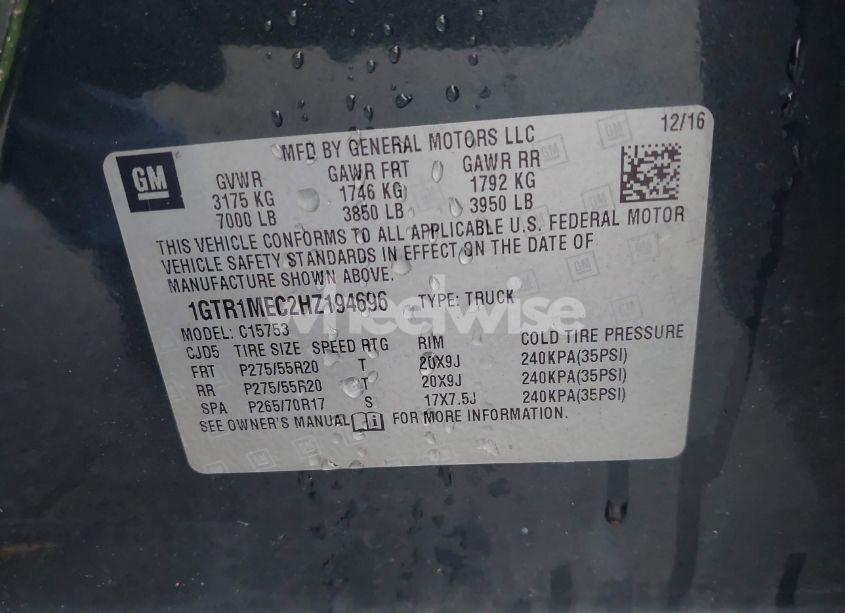 GM
MFD BY GENERAL MOTORS LLC
12/16
GVWR GAWR FRT GAWR RR
3175 KG 1746 KG 1792 KG
7000 LB 3850 LB 3950 LB
THIS VEHICLE CONFORMS TO ALL APPLICABLE U.S. FEDERAL MOTOR
VEHICLE SAFETY STANDARDS IN EFFECT ON THE DATE OF
MANUFACTURE SHOWN ABOVE.
1GTR1MEC2HZ194696 TYPE: TRUCK
wheelwise
MODEL: C15753
CJD5 TIRE SIZE SPEED RTG RIM COLD TIRE PRESSURE
FRT P275/55R20 T 20X9J 240KPA(35PSI)
RR P275/55R20 T 20X9J 240KPA(35PSI)
SPA P265/70R17 S 17X7.5J 240KPA(35PSI)
SEE OWNER'S MANUAL FOR MORE INFORMATION.